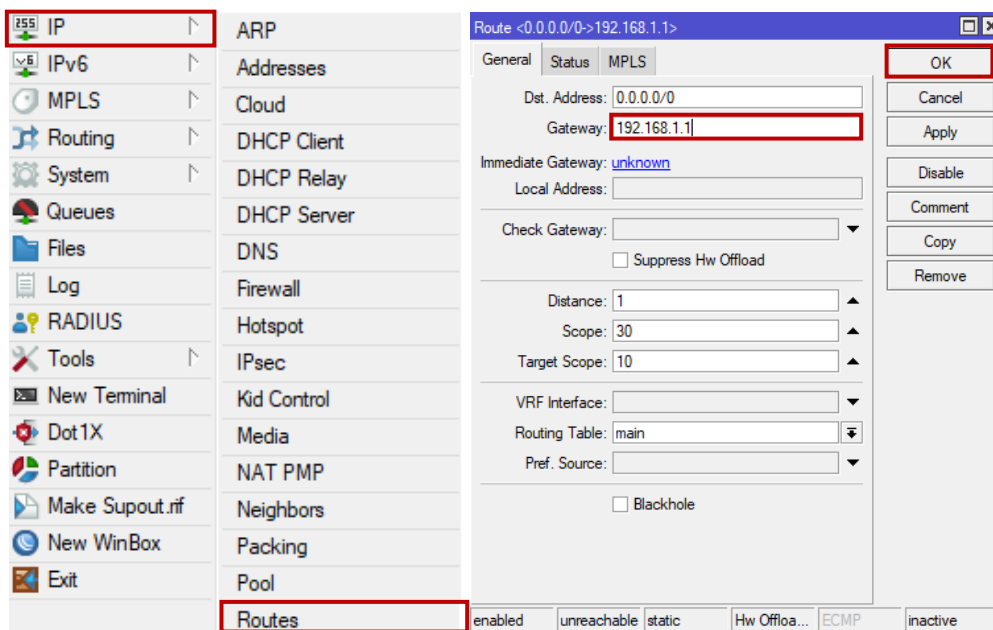 IP
IPv6
MPLS
Routing
System
Queues
Files
Log
RADIUS
Tools
New Terminal
Dot1X
Partition
Make Supout.rif
New WinBox
Exit
ARP
Addresses
Cloud
DHCP Client
DHCP Relay
DHCP Server
DNS
Firewall
Hotspot
IPsec
Kid Control
Media
NAT PMP
Neighbors
Packing
Pool
Routes
Route <0.0.0.0/0->192.168.1.1>
General Status MPLS
Dst. Address: 0.0.0.0/0
Gateway: 192.168.1.1
Immediate Gateway: unknown
Local Address:
Check Gateway:
Suppress Hw Offload
Distance: 1
Scope: 30
Target Scope: 10
VRF Interface:
Routing Table: main
Pref. Source:
Blackhole
OK
Cancel
Apply
Disable
Comment
Copy
Remove
enabled unreachable static Hw Offloa... ECMP inactive